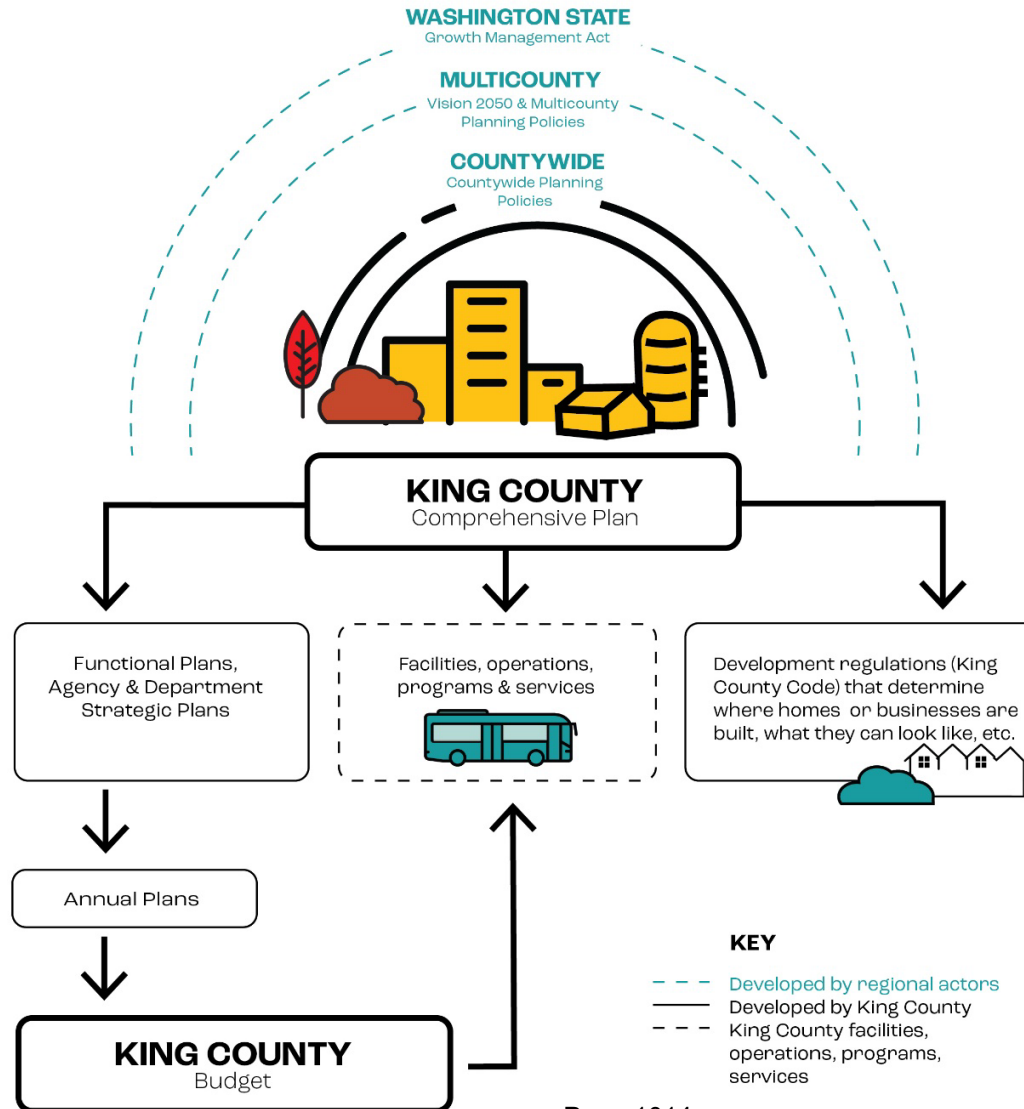 WASHINGTON STATE
Growth Management Act
MULTICOUNTY
Vision 2050 & Multicounty
Planning Policies
COUNTYWIDE
Countywide Planning
Policies
KING COUNTY
Comprehensive Plan
Functional Plans,
Agency & Department
Strategic Plans
Facilities, operations,
programs & services
Development regulations (King
County Code) that determine
where homes or businesses are
built, what they can look like, etc.
Annual Plans
KING COUNTY
Budget
KEY
Developed by regional actors
Developed by King County
King County facilities,
operations, programs,
services